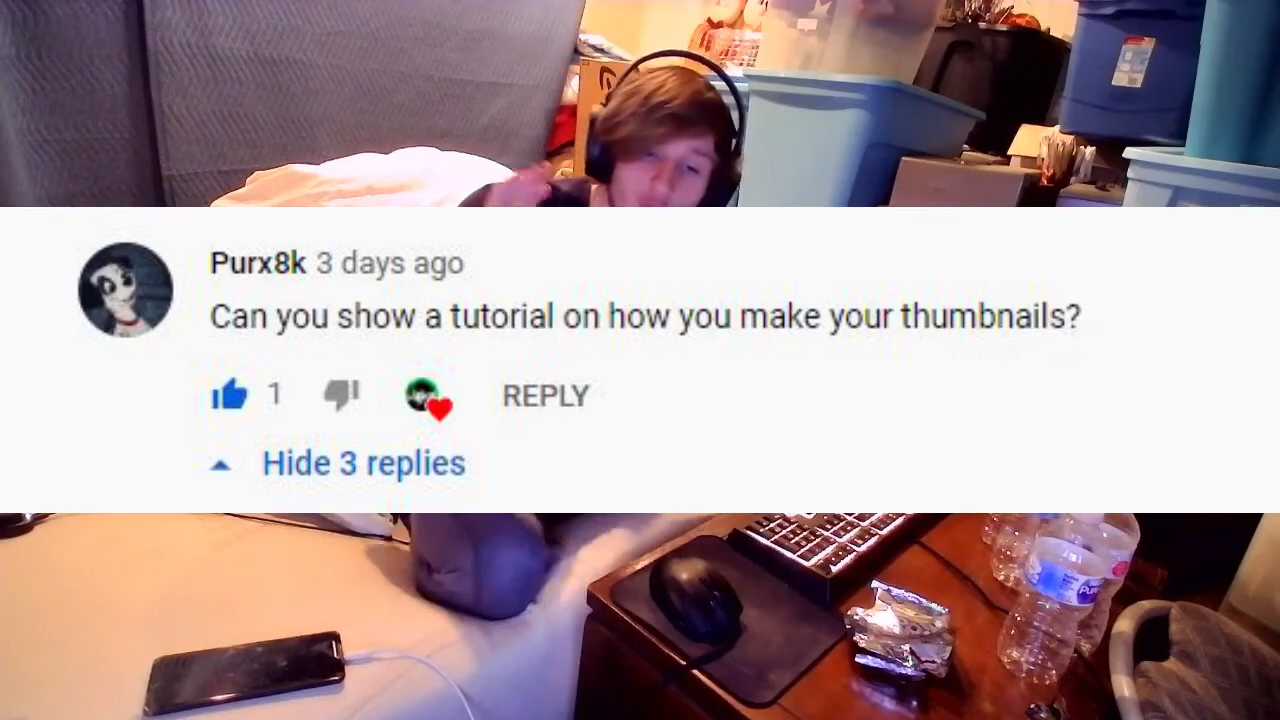 Purx8k 3 days ago
Can you show a tutorial on how you make your thumbnails?
1 REPLY
Hide 3 replies